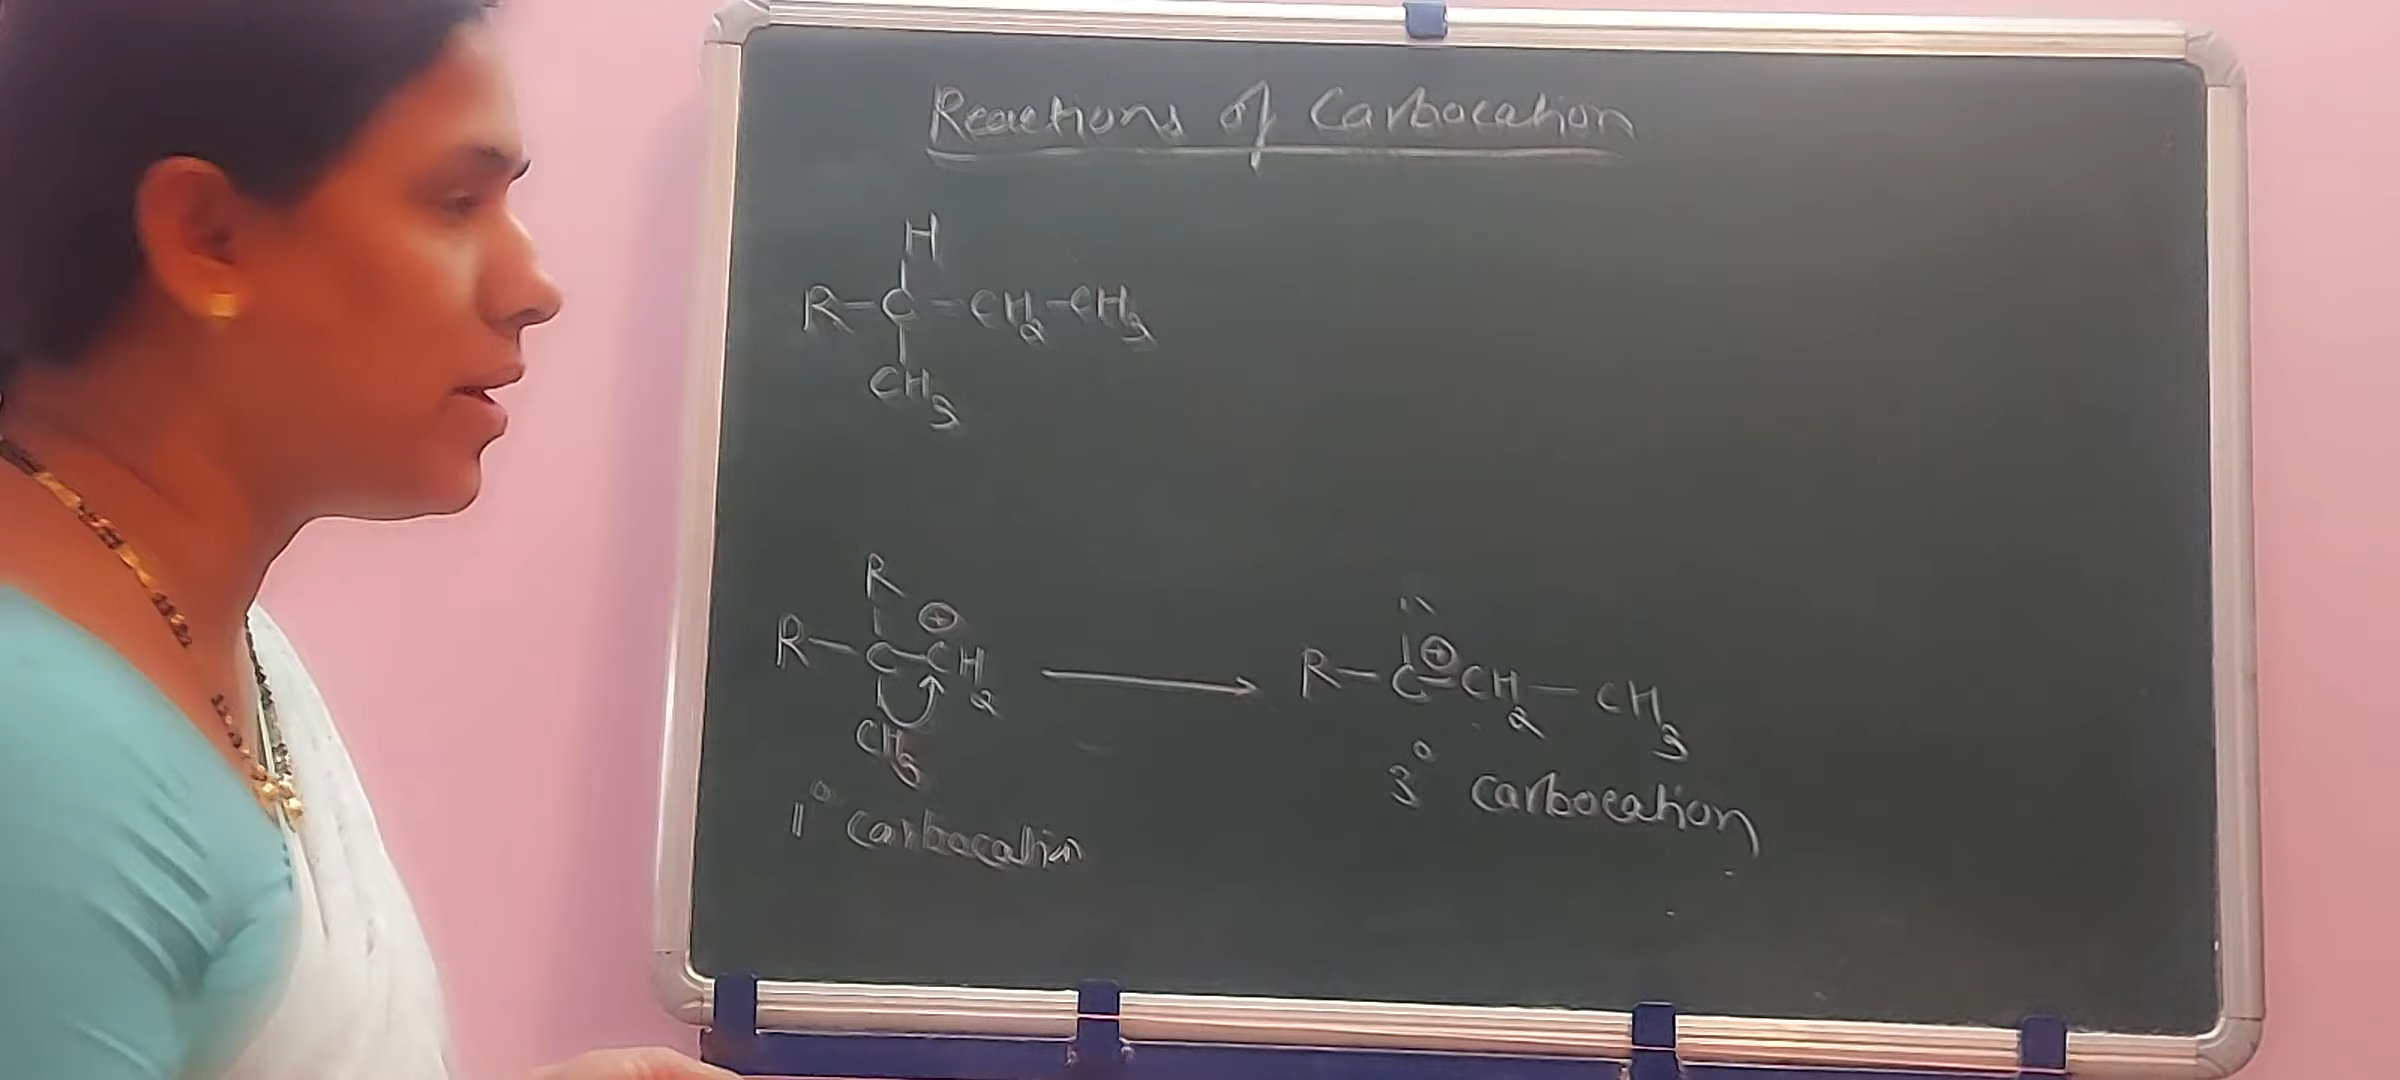 Reactions of Carbocation
H
R-C-CH2-CH3
CH3
R
R-C-CH2 ⊕
CH3
1° carbocation
R-C⊕-CH2-CH3
3° carbocation